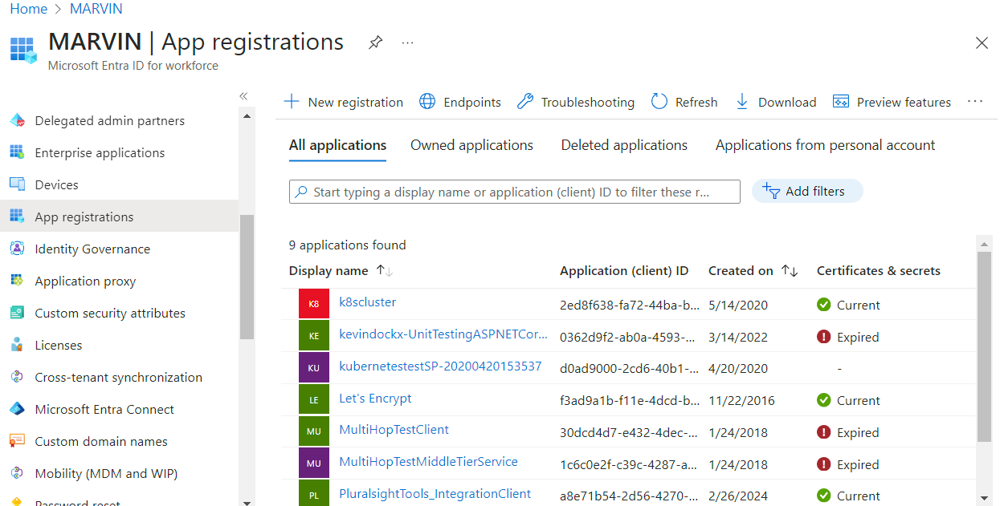 Home > MARVIN
MARVIN | App registrations
Microsoft Entra ID for workforce
Delegated admin partners
Enterprise applications
Devices
App registrations
Identity Governance
Application proxy
Custom security attributes
Licenses
Cross-tenant synchronization
Microsoft Entra Connect
Custom domain names
Mobility (MDM and WIP)
Password reset
New registration Endpoints Troubleshooting Refresh Download Preview features
All applications Owned applications Deleted applications Applications from personal account
Start typing a display name or application (client) ID to filter these r... Add filters
9 applications found
Display name Application (client) ID Created on Certificates & secrets
K8 k8scluster 2ed8f638-fa72-44ba-b... 5/14/2020 Current
KE kevindockx-UnitTestingASPNETCor... 0362d9f2-ab0a-4593-... 3/14/2022 Expired
KU kubernetestestSP-20200420153537 d0ad9000-2cd6-40b1-... 4/20/2020 -
LE Let's Encrypt f3ad9a1b-f11e-4dcd-b... 11/22/2016 Current
MU MultiHopTestClient 30dcd4d7-e432-4dec-... 1/24/2018 Expired
MU MultiHopTestMiddleTierService 1c6c0e2f-c39c-4287-a... 1/24/2018 Expired
PL PluralsightTools_IntegrationClient a8e71b54-2d56-4270-... 2/26/2024 Current